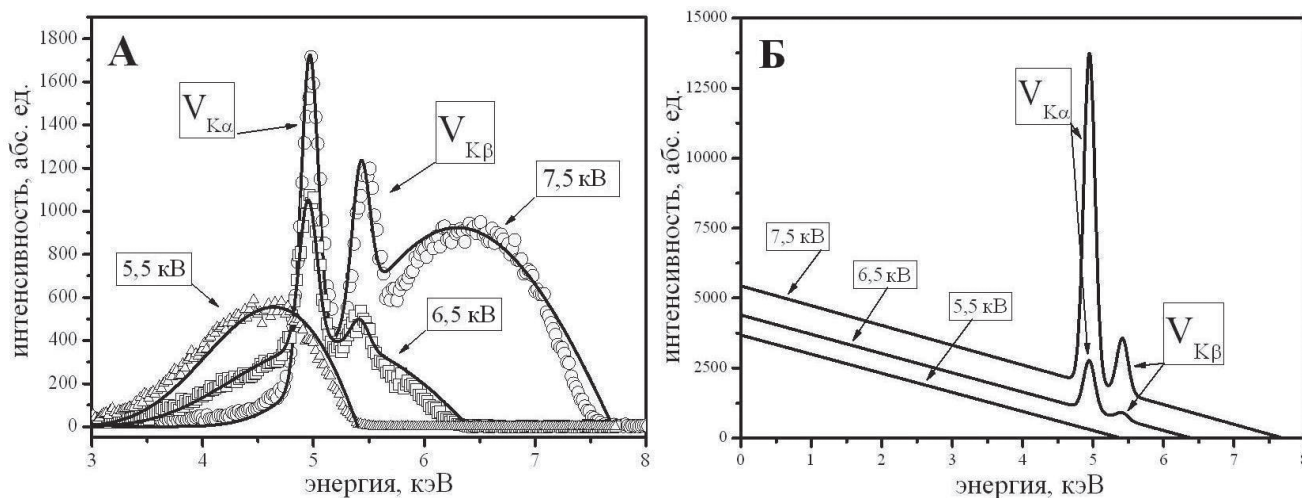 А
интенсивность, абс. ед.
1800
1600
1400
1200
1000
800
600
400
200
0
V Kα
V Kβ
7,5 кВ
5,5 кВ
6,5 кВ
3 4 5 6 7 8
энергия, кэВ
Б
интенсивность, абс. ед.
15000
12500
10000
7500
5000
2500
0
V Kα
7,5 кВ
6,5 кВ
5,5 кВ
V Kβ
0 1 2 3 4 5 6 7 8
энергия, кэВ